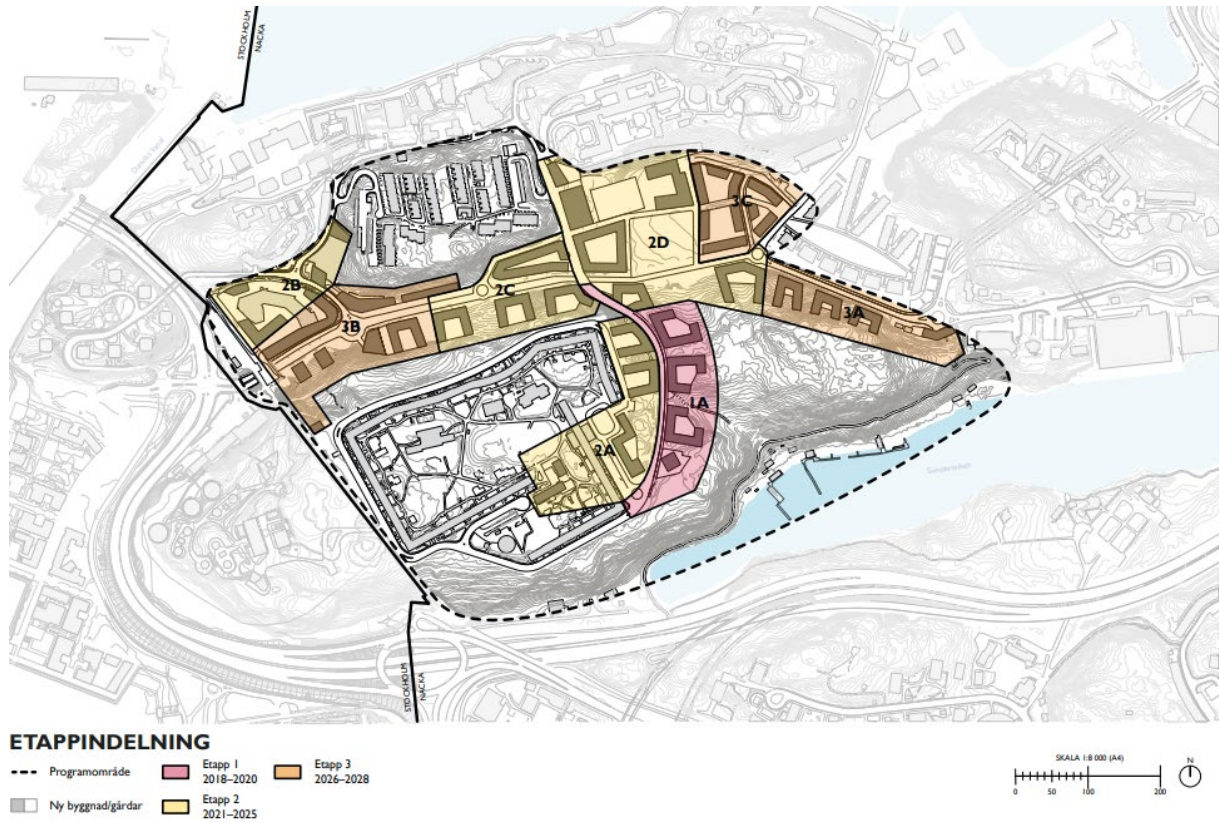 STOCKHOLM
NACKA
2B
3B
2C
2D
3C
3A
1A
2A
STOCKHOLM
NACKA
ETAPPINDELNING
Programområde
Etapp 1
2018–2020
Etapp 3
2026–2028
Ny byggnad/gårdar
Etapp 2
2021–2025
SKALA 1:8 000 (A4)
0 50 100 200
N